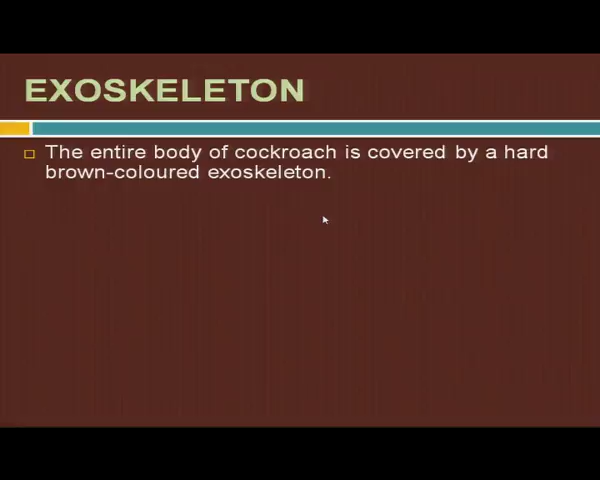 EXOSKELETON
The entire body of cockroach is covered by a hard
brown-coloured exoskeleton.